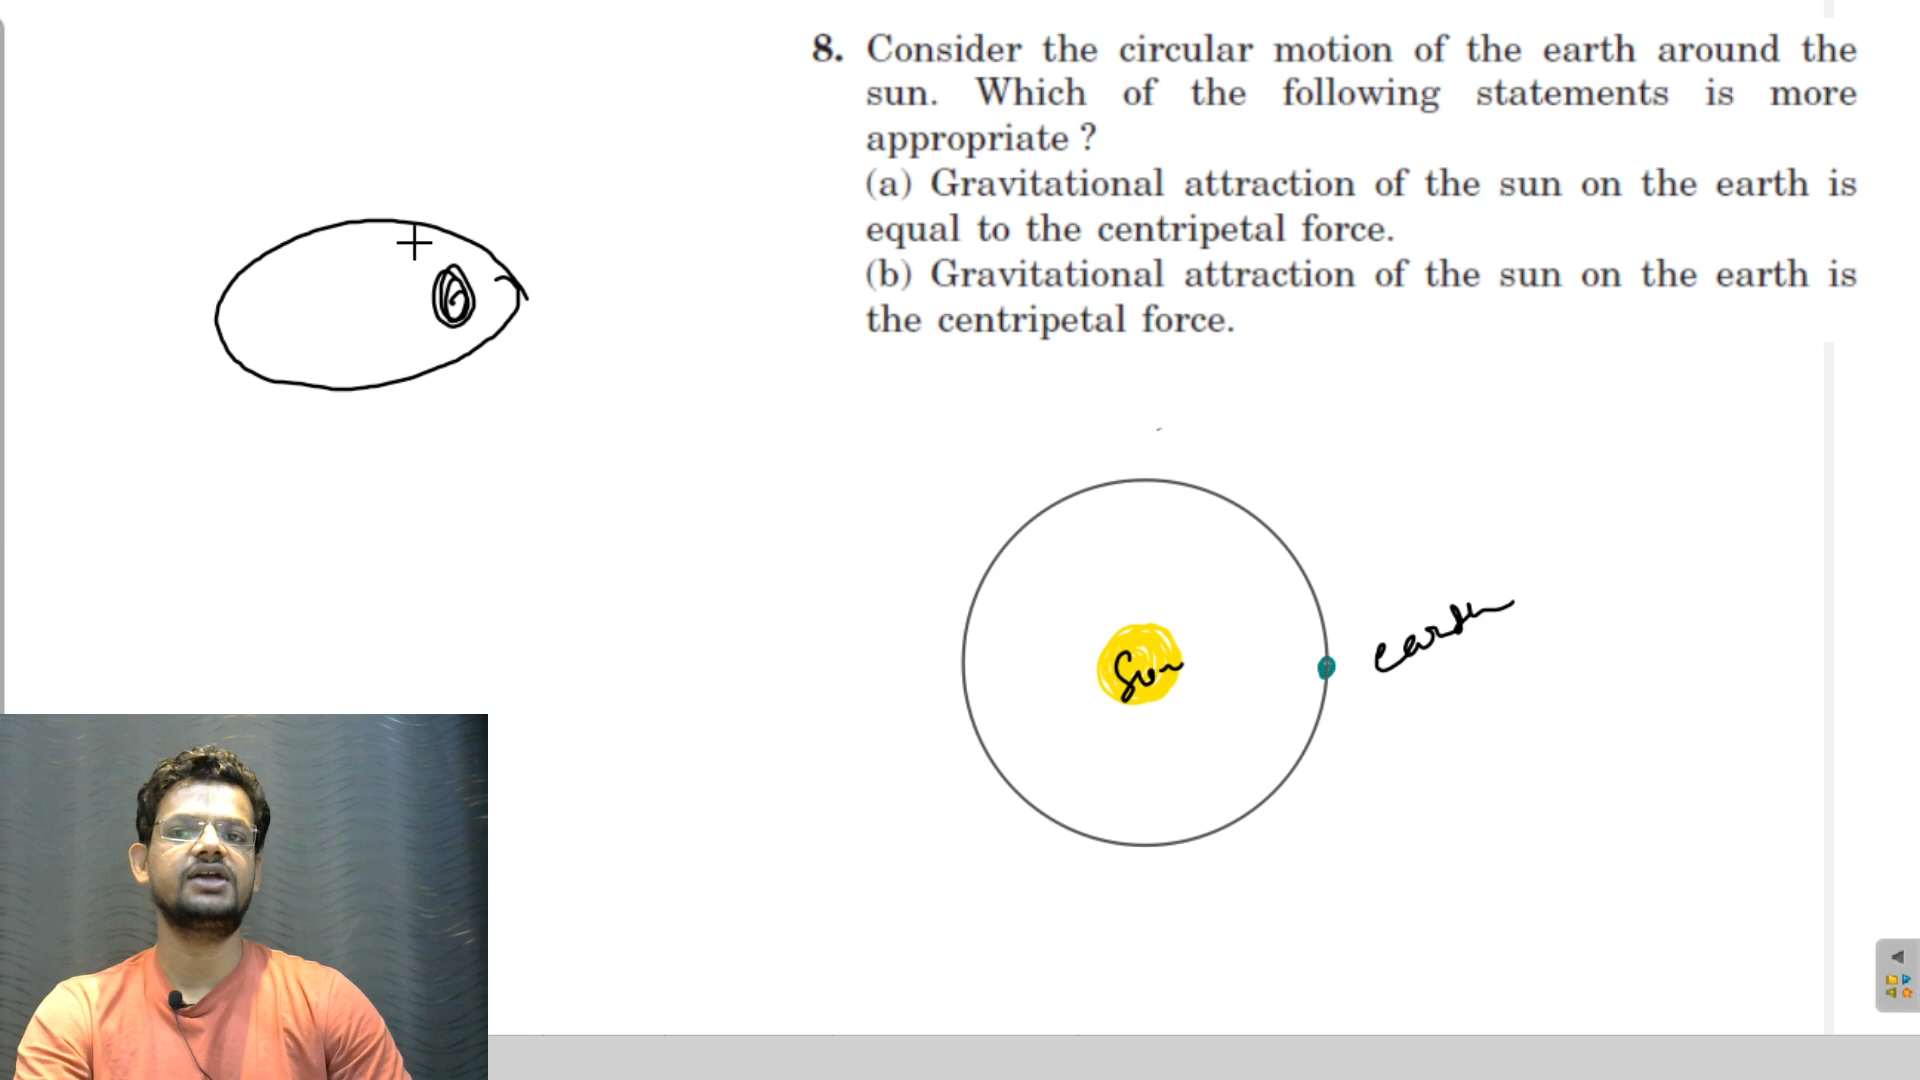 8. Consider the circular motion of the earth around the
sun. Which of the following statements is more
appropriate ?
(a) Gravitational attraction of the sun on the earth is
equal to the centripetal force.
(b) Gravitational attraction of the sun on the earth is
the centripetal force.
Sun
earth